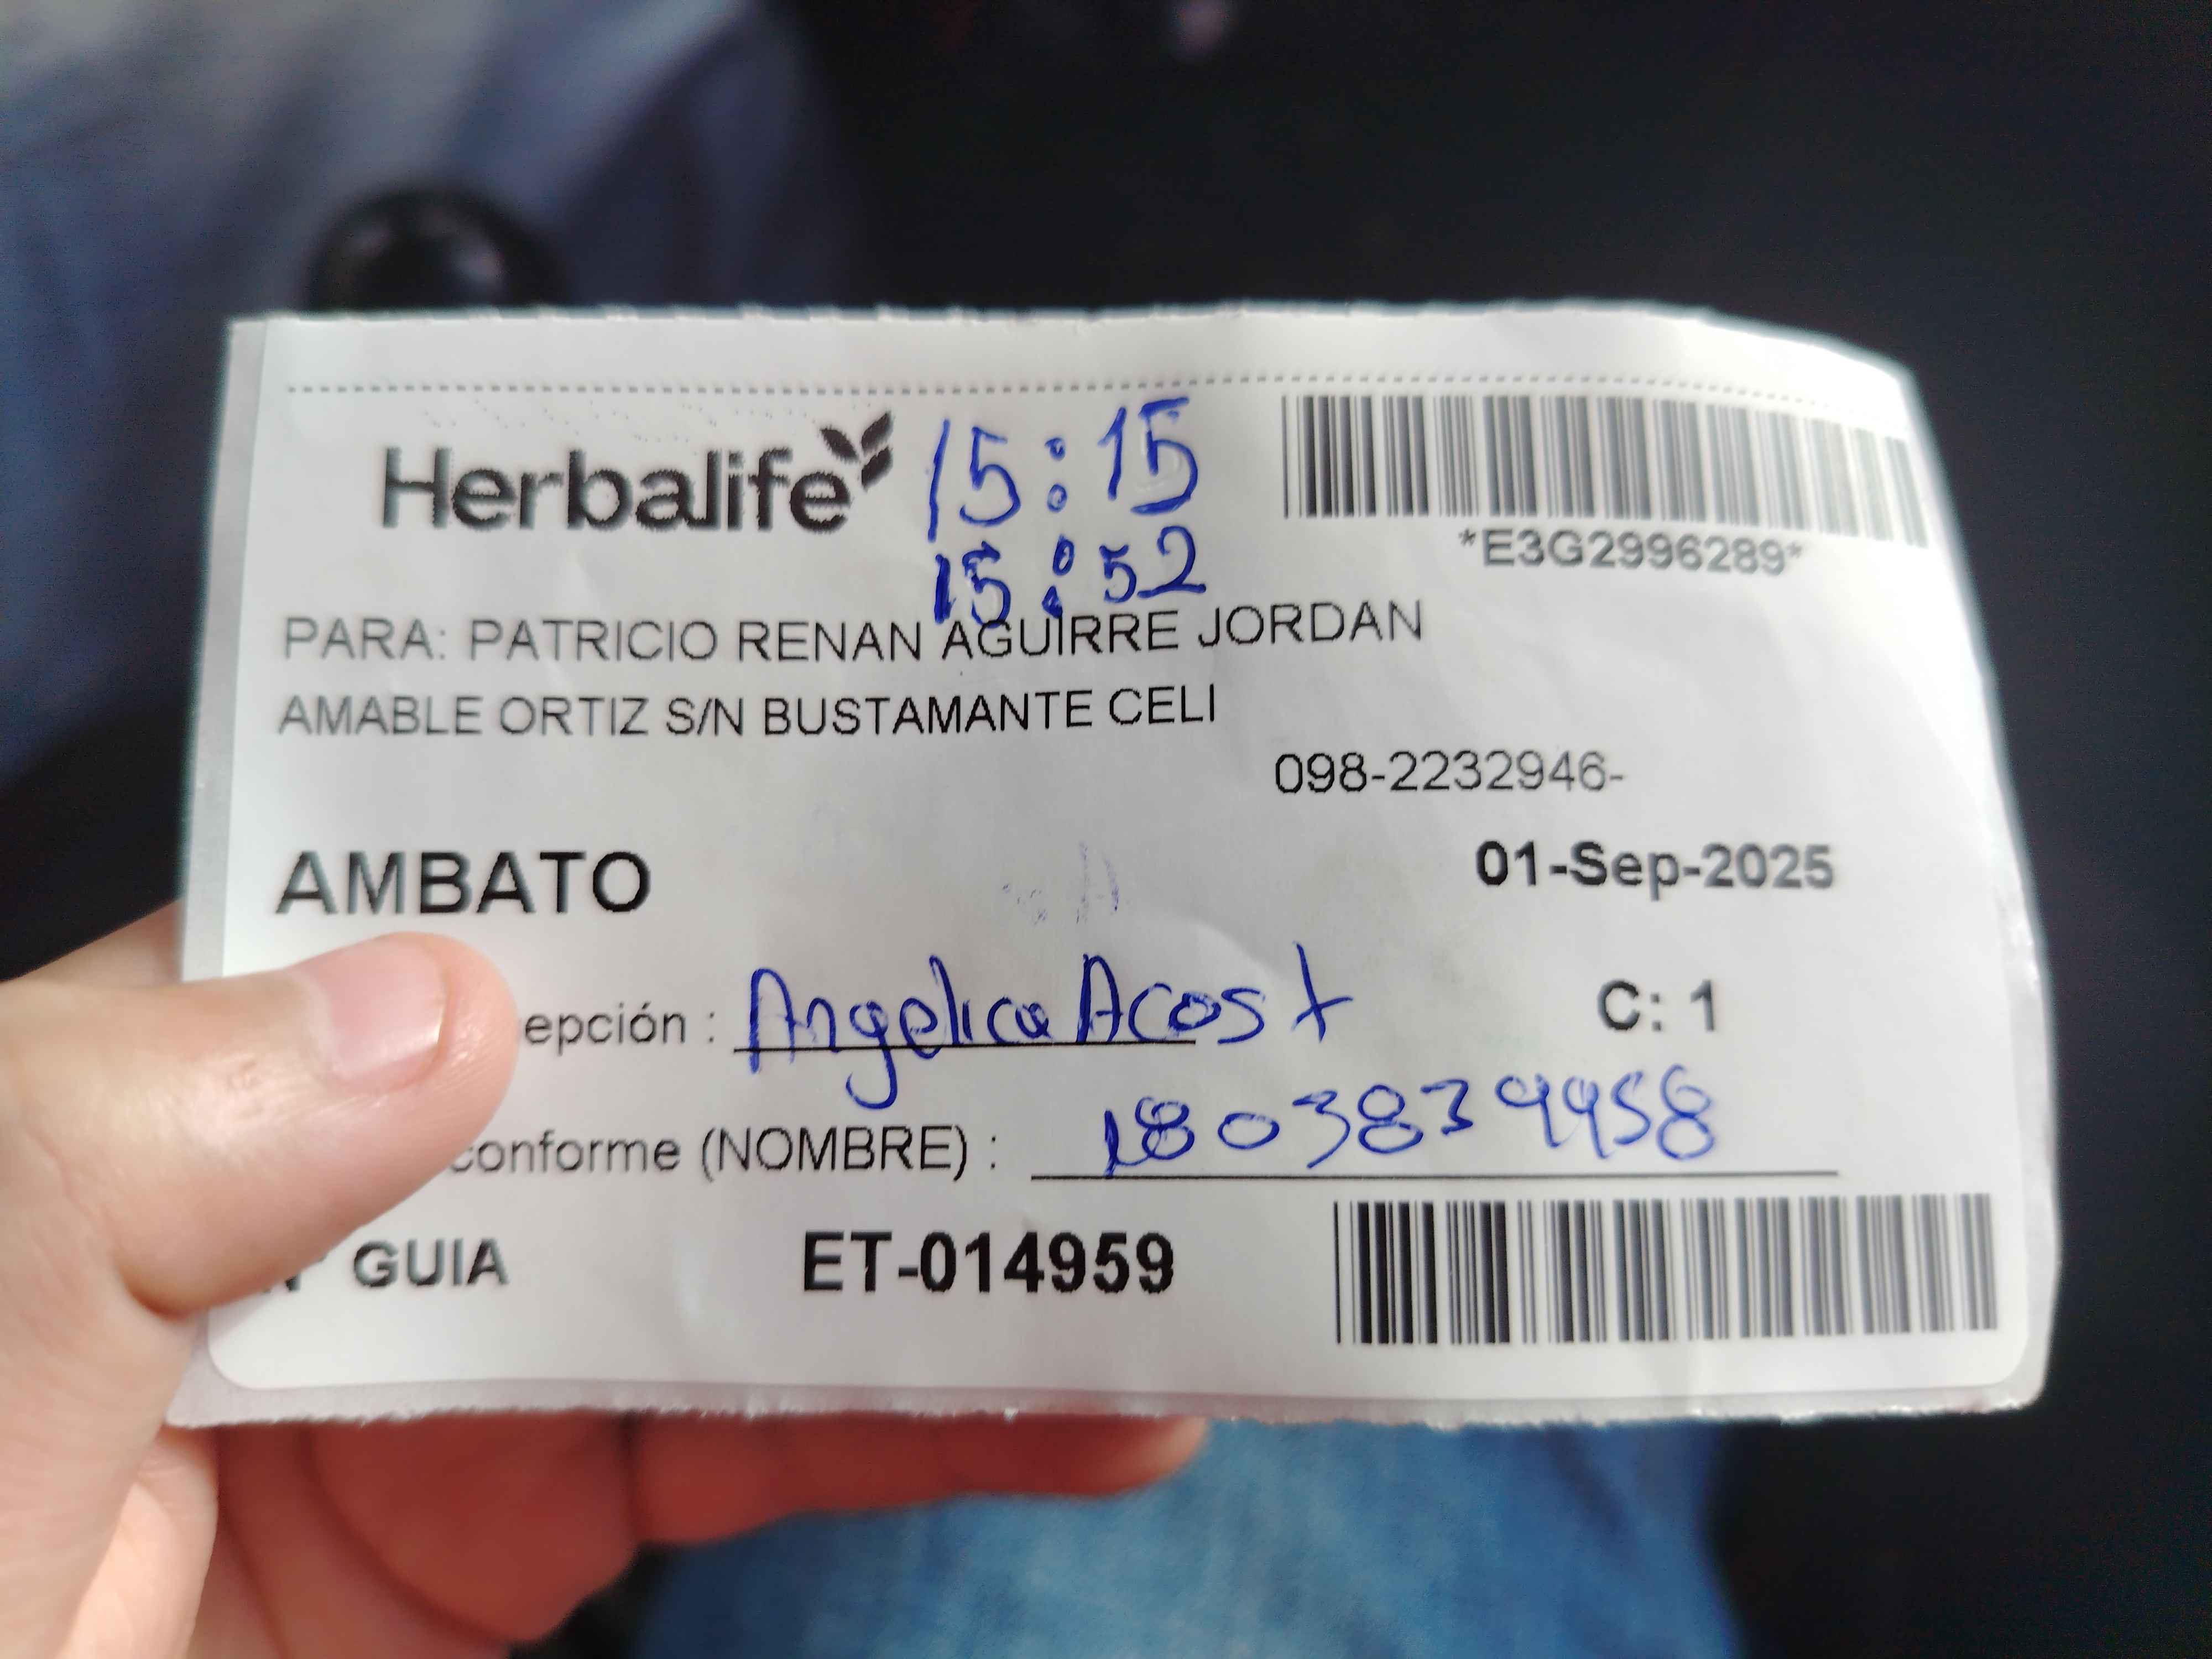 Herbalife
15:15
15:52
*E3G2996289*
PARA: PATRICIO RENAN AGUIRRE JORDAN
AMABLE ORTIZ S/N BUSTAMANTE CELI
098-2232946-
AMBATO
01-Sep-2025
epción : Angelica Acost
C: 1
conforme (NOMBRE) : 1803839958
N° GUIA ET-014959